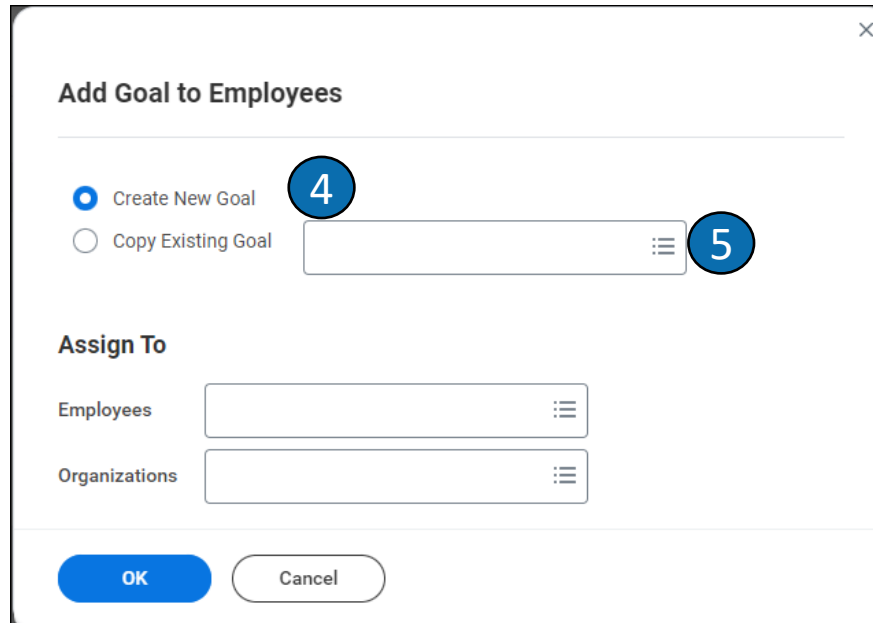 Add Goal to Employees
Create New Goal
4
Copy Existing Goal
5
Assign To
Employees
Organizations
OK
Cancel